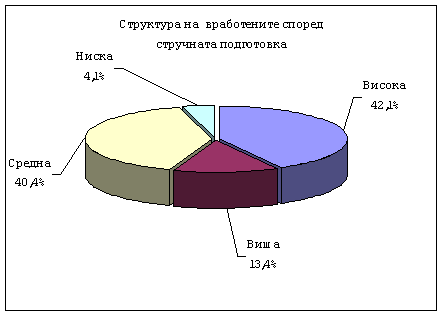 Структура на вработените според
стручната подготовка
Ниска
4,1%
Висока
42,1%
Средна
40,4%
Виша
13,4%